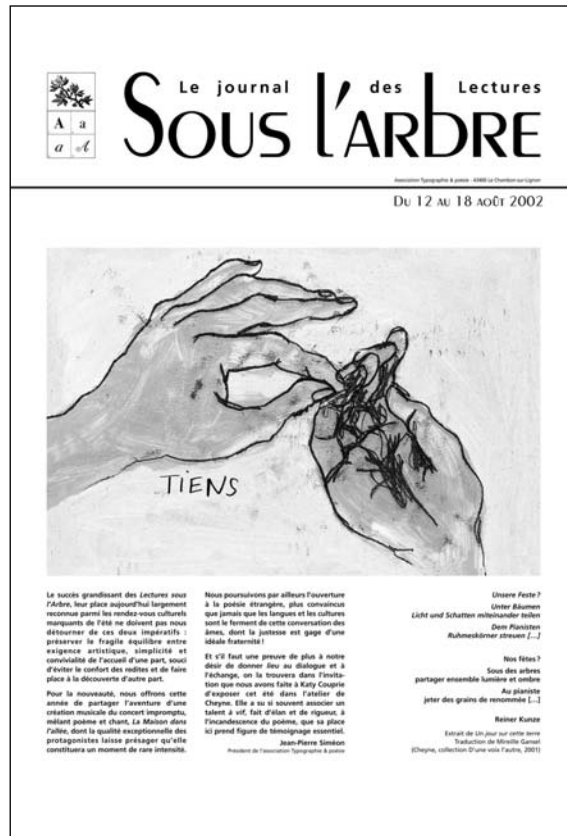 Le journal des Lectures
SOUS L'ARBRE
A a
a A
Association Typographie & poésie - 43400 Le Chambon-sur-Lignon
DU 12 AU 18 AOÛT 2002
TIENS
Le succès grandissant des Lectures sous
l'Arbre, leur place aujourd'hui largement
reconnue parmi les rendez-vous culturels
marquants de l'été ne doivent pas nous
détourner de ces deux impératifs :
préserver le fragile équilibre entre
exigence artistique, simplicité et
convivialité de l'accueil d'une part, souci
d'éviter le confort des redites et de faire
place à la découverte d'autre part.
Pour la nouveauté, nous offrons cette
année de partager l'aventure d'une
création musicale du concert impromptu,
mêlant poème et chant, La Maison dans
l'allée, dont la qualité exceptionnelle des
protagonistes laisse présager qu'elle
constituera un moment de rare intensité.
Nous poursuivons par ailleurs l'ouverture
à la poésie étrangère, plus convaincus
que jamais que les langues et les cultures
sont le ferment de cette conversation des
âmes, dont la justesse est gage d'une
idéale fraternité !
Et s'il faut une preuve de plus à notre
désir de donner lieu au dialogue et à
l'échange, on la trouvera dans l'invita-
tion que nous avons faite à Katy Couprie
d'exposer cet été dans l'atelier de
Cheyne. Elle a su si souvent associer un
talent à vif, fait d'élan et de rigueur, à
l'incandescence du poème, que sa place
ici prend figure de témoignage essentiel.
Jean-Pierre Siméon
Président de l'association Typographie & poésie
Unsere Feste ?
Unter Bäumen
Licht und Schatten miteinander teilen
Dem Pianisten
Ruhmeskörner streuen [...]
Nos fêtes ?
Sous des arbres
partager ensemble lumière et ombre
Au pianiste
jeter des grains de renommée [...]
Reiner Kunze
Extrait de Un jour sur cette terre
Traduction de Mireille Gansel
(Cheyne, collection D'une voix l'autre, 2001)